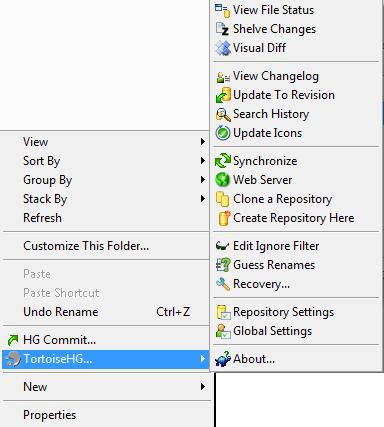 View File Status
Shelve Changes
Visual Diff
View Changelog
Update To Revision
Search History
Update Icons
Synchronize
Web Server
Clone a Repository
Create Repository Here
Edit Ignore Filter
Guess Renames
Recovery...
Repository Settings
Global Settings
About...
View
Sort By
Group By
Stack By
Refresh
Customize This Folder...
Paste
Paste Shortcut
Undo Rename Ctrl+Z
HG Commit...
TortoiseHG...
New
Properties